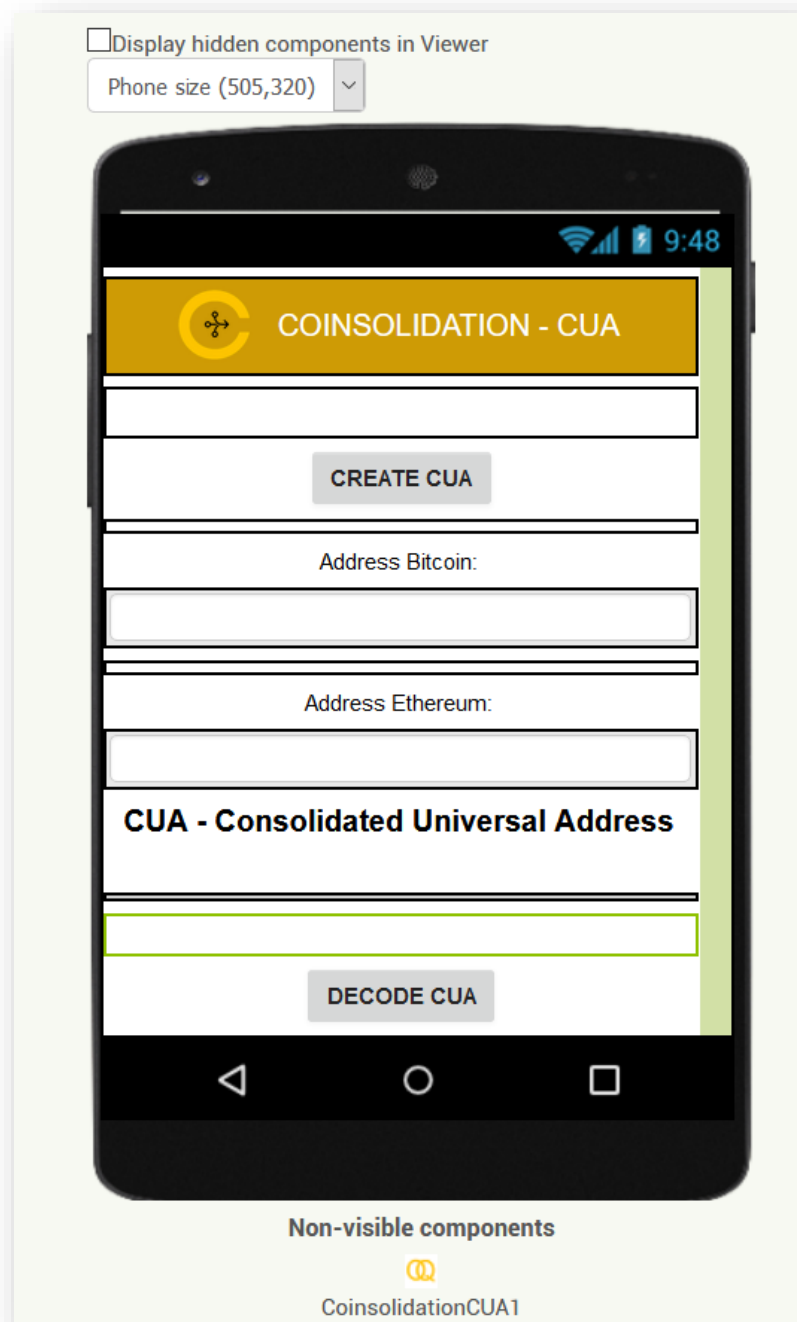 Display hidden components in Viewer
Phone size (505,320)
9:48
COINSOLIDATION - CUA
CREATE CUA
Address Bitcoin:
Address Ethereum:
CUA - Consolidated Universal Address
DECODE CUA
Non-visible components
CoinsolidationCUA1